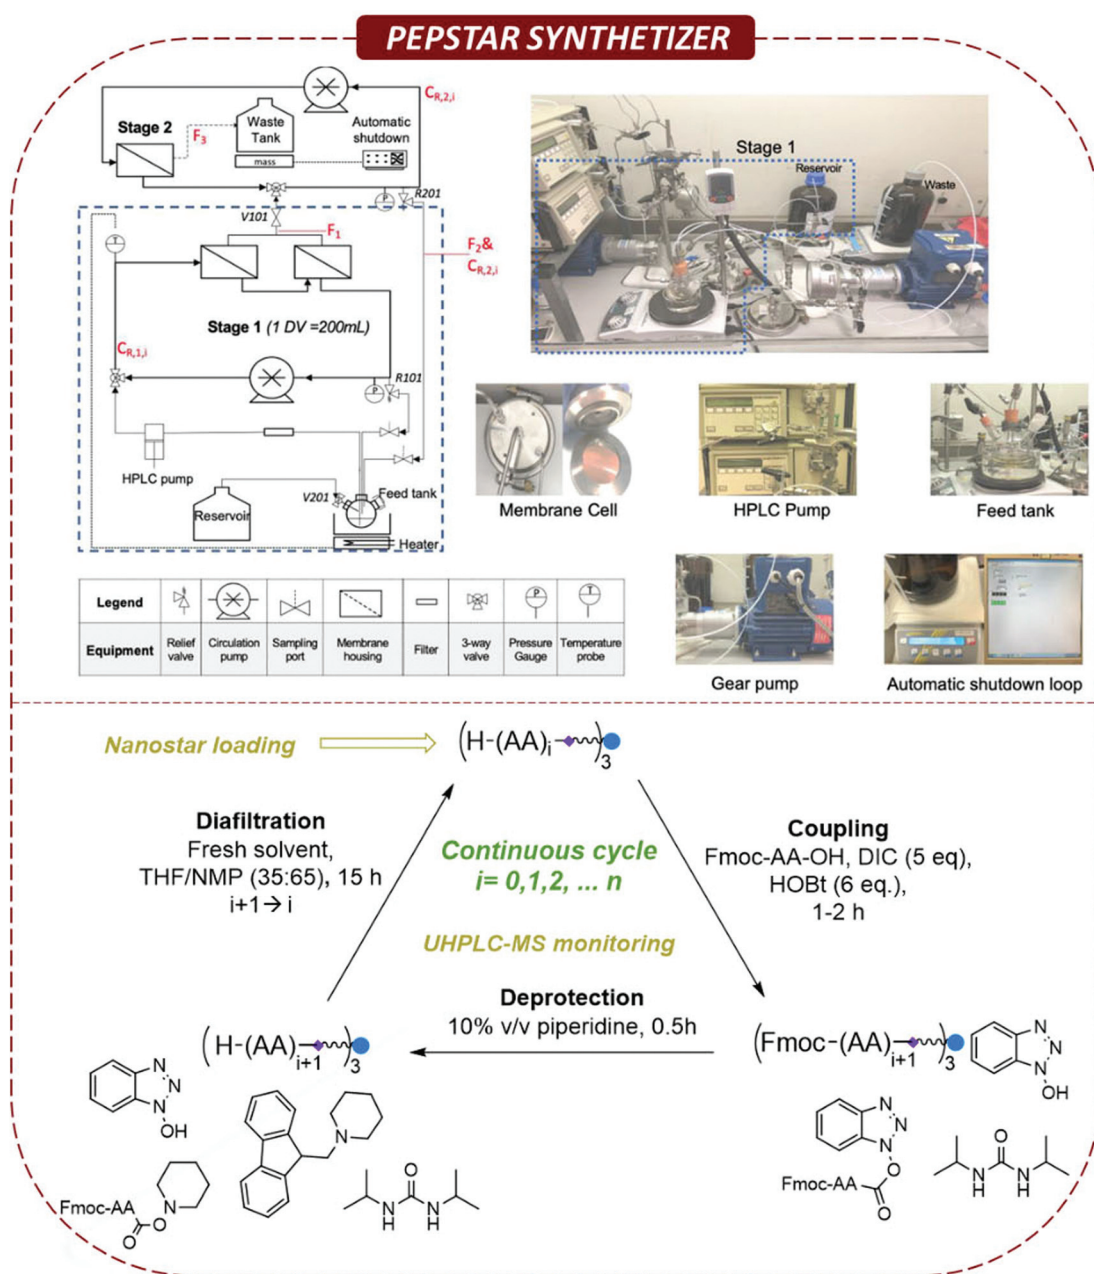 PEPSTAR SYNTHETIZER
C_R,2,i
Stage 2
F₃
Waste
Tank
Automatic
shutdown
mass
P
R201
V101
T
F₁
F₂&
C_R,2,i
Stage 1 (1 DV =200mL)
C_R,1,i
P
R101
HPLC pump
Reservoir
V201
Feed tank
Heater
Stage 1
Reservoir
Waste
Membrane Cell
HPLC Pump
Feed tank
Gear pump
Automatic shutdown loop
Legend
P
T
Equipment
Relief
valve
Circulation
pump
Sampling
port
Membrane
housing
Filter
3-way
valve
Pressure
Gauge
Temperature
probe
Nanostar loading
(H-(AA)i )3
Diafiltration
Fresh solvent,
THF/NMP (35:65), 15 h
i+1→ i
Continuous cycle
i= 0,1,2, ... n
UHPLC-MS monitoring
Coupling
Fmoc-AA-OH, DIC (5 eq),
HOBt (6 eq.),
1-2 h
Deprotection
10% v/v piperidine, 0.5h
(H-(AA)i+1 )3
N
N
N
OH
N
Fmoc-AA
N
O
O
O
N
H
N
H
(Fmoc-(AA)i+1 )3
N
N
N
OH
N
N
N
O
Fmoc-AA
O
O
N
H
N
H